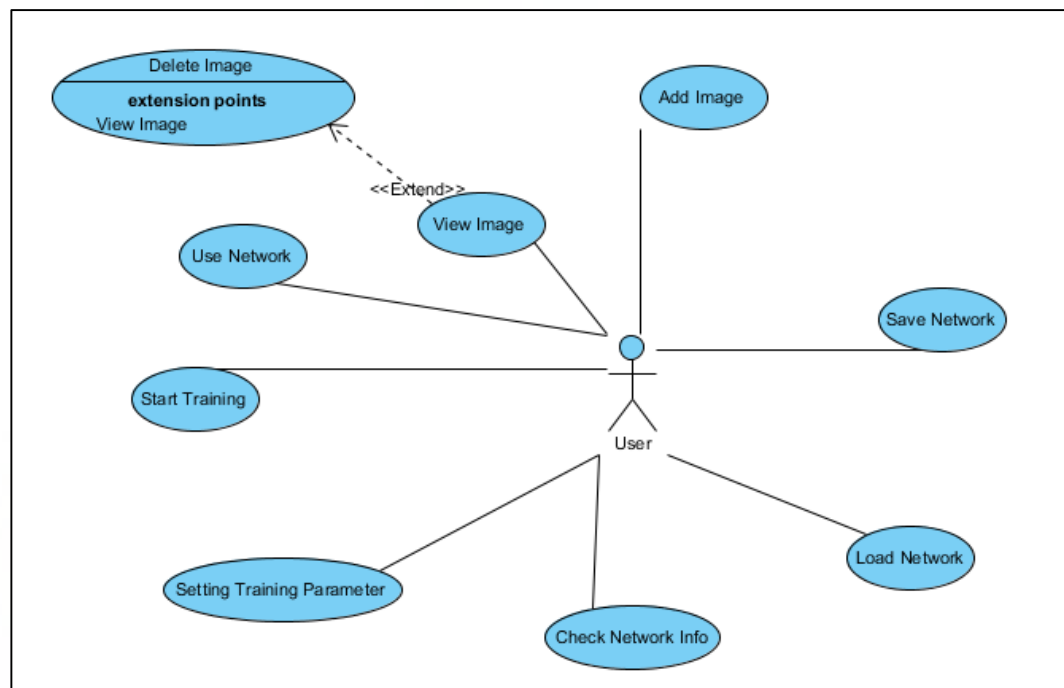 Delete Image
extension points
View Image
Add Image
<<Extend>>
View Image
Use Network
Save Network
Start Training
User
Load Network
Setting Training Parameter
Check Network Info